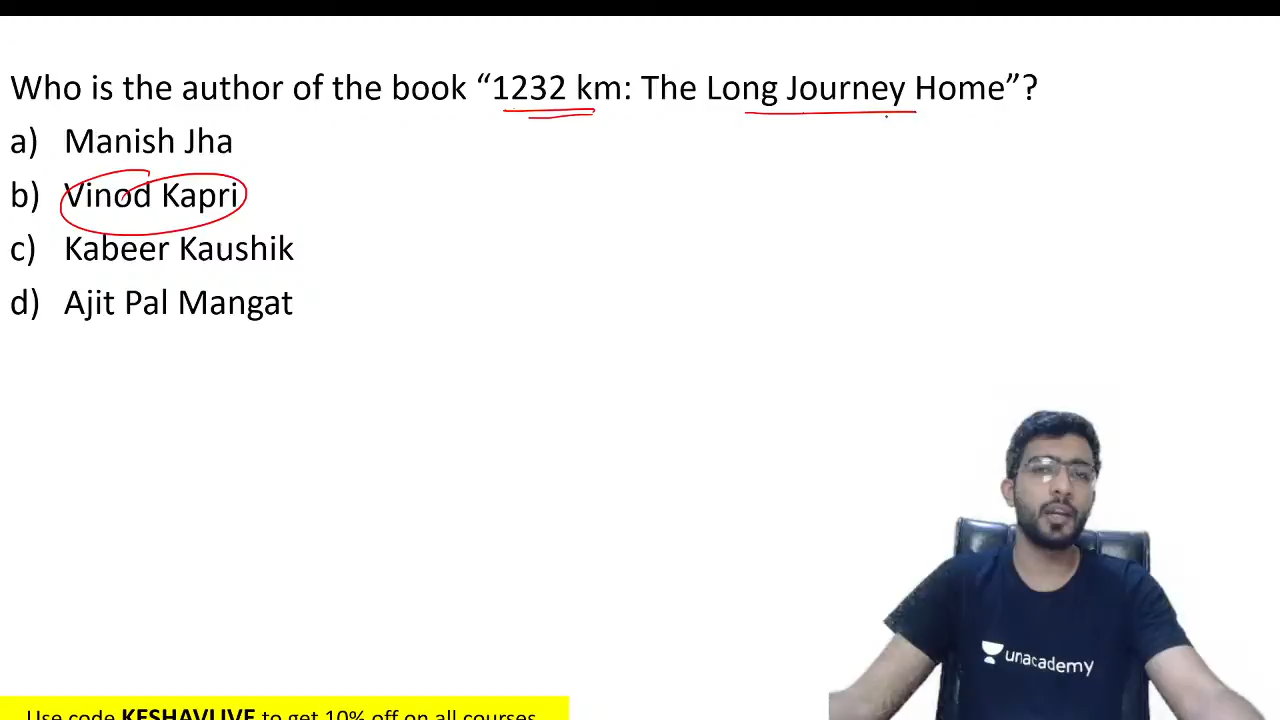 Who is the author of the book “1232 km: The Long Journey Home”?
a) Manish Jha
b) Vinod Kapri
c) Kabeer Kaushik
d) Ajit Pal Mangat
unacademy
Use code KESHAVLIVE to get 10% off on all courses